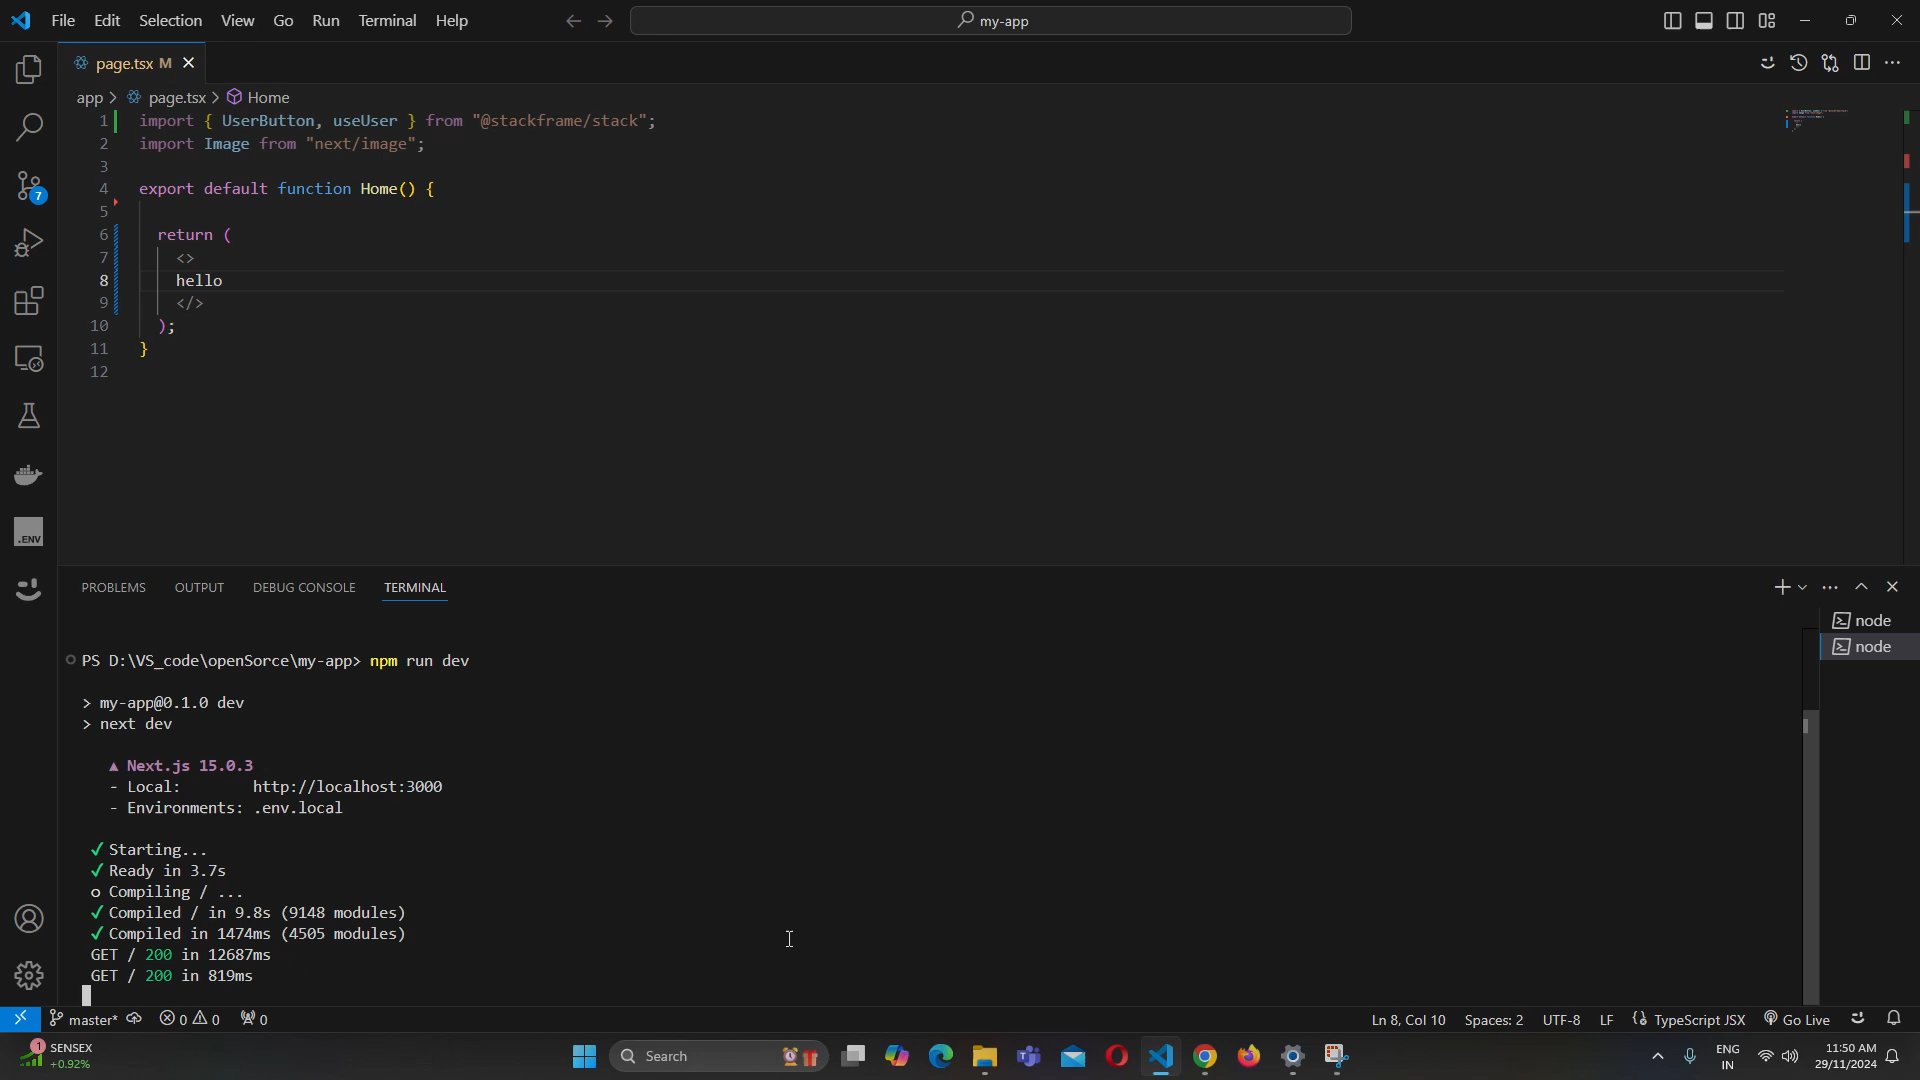 File Edit Selection View Go Run Terminal Help
my-app
page.tsx M
app > page.tsx > Home
1 import { UserButton, useUser } from "@stackframe/stack";
2 import Image from "next/image";
3
4 export default function Home() {
5
6 return (
7 <>
8 hello
9 </>
10 );
11 }
12
7
.ENV
PROBLEMS OUTPUT DEBUG CONSOLE TERMINAL
node
node
PS D:\VS_code\openSorce\my-app> npm run dev
> my-app@0.1.0 dev
> next dev
▲ Next.js 15.0.3
- Local: http://localhost:3000
- Environments: .env.local
✓ Starting...
✓ Ready in 3.7s
o Compiling / ...
✓ Compiled / in 9.8s (9148 modules)
✓ Compiled in 1474ms (4505 modules)
GET / 200 in 12687ms
GET / 200 in 819ms
master* 0 0 0
Ln 8, Col 10 Spaces: 2 UTF-8 LF TypeScript JSX Go Live
1
SENSEX
+0.92%
Search
ENG
IN
11:50 AM
29/11/2024